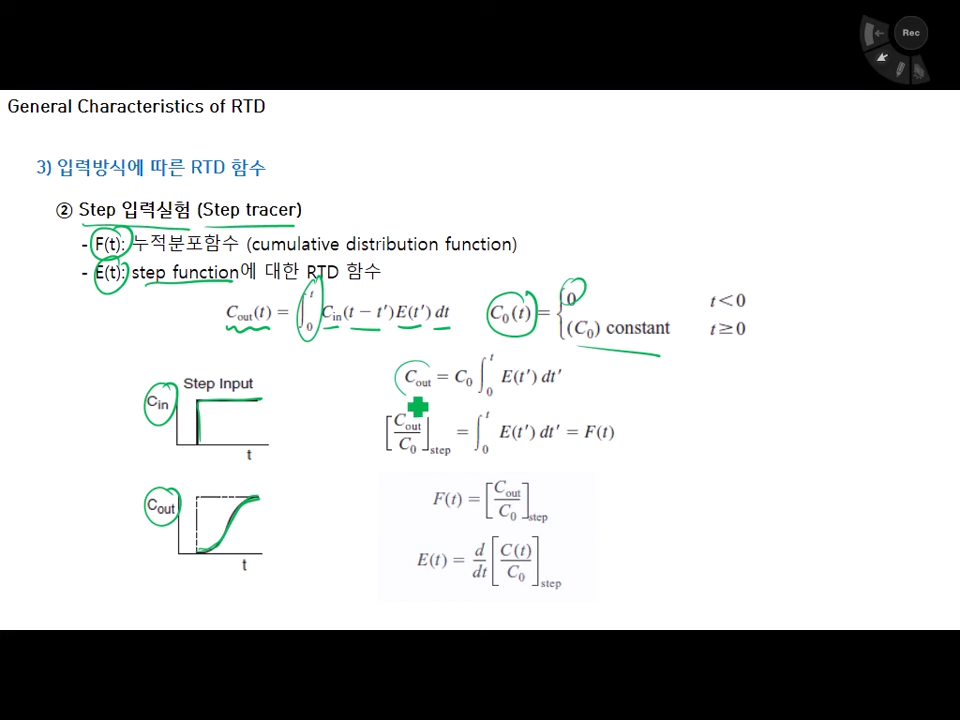 Rec
General Characteristics of RTD
3) 입력방식에 따른 RTD 함수
② Step 입력실험 (Step tracer)
- F(t): 누적분포함수 (cumulative distribution function)
- E(t): step function에 대한 RTD 함수
C_out(t) = ∫_0^t C_in(t − t′)E(t′) dt
C_0(t) = { 0 t < 0
(C_0) constant t ≥ 0
Step Input
C_in
t
C_out = C_0 ∫_0^t E(t′) dt′
[C_out/C_0]_step = ∫_0^t E(t′) dt′ = F(t)
C_out
t
F(t) = [C_out/C_0]_step
E(t) = d/dt [C(t)/C_0]_step